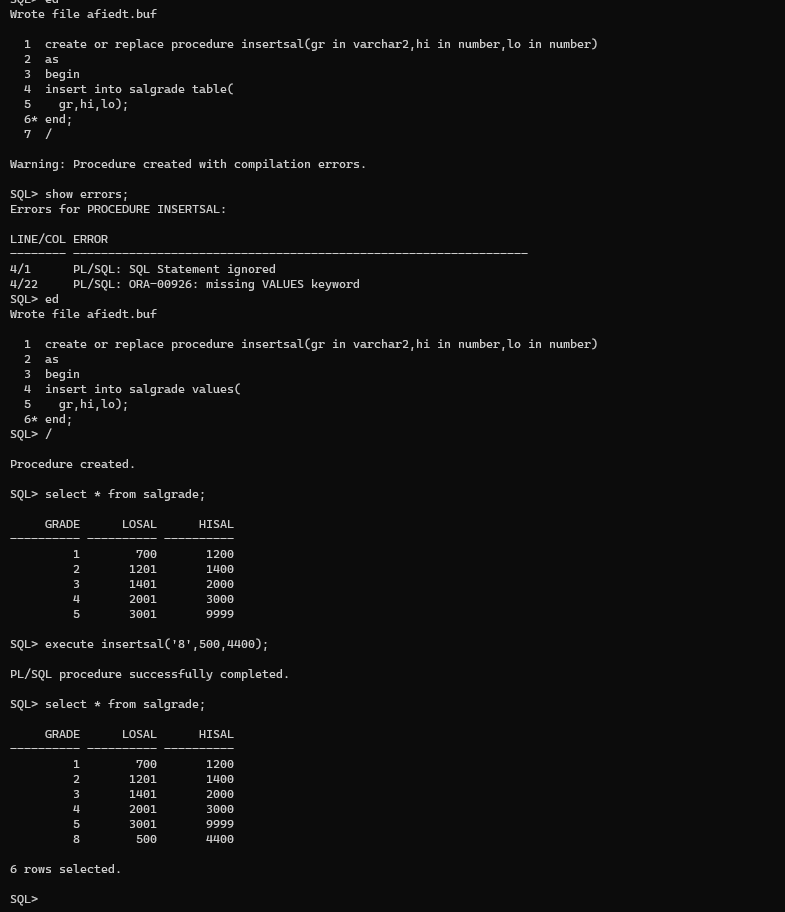 SQL> ed
Wrote file afiedt.buf
  1  create or replace procedure insertsal(gr in varchar2,hi in number,lo in number)
  2  as
  3  begin
  4  insert into salgrade table(
  5    gr,hi,lo);
  6* end;
  7  /
Warning: Procedure created with compilation errors.
SQL> show errors;
Errors for PROCEDURE INSERTSAL:
LINE/COL ERROR
-------- -----------------------------------------------------------------
4/1      PL/SQL: SQL Statement ignored
4/22     PL/SQL: ORA-00926: missing VALUES keyword
SQL> ed
Wrote file afiedt.buf
  1  create or replace procedure insertsal(gr in varchar2,hi in number,lo in number)
  2  as
  3  begin
  4  insert into salgrade values(
  5    gr,hi,lo);
  6* end;
SQL> /
Procedure created.
SQL> select * from salgrade;
     GRADE      LOSAL      HISAL
---------- ---------- ----------
         1        700       1200
         2       1201       1400
         3       1401       2000
         4       2001       3000
         5       3001       9999
SQL> execute insertsal('8',500,4400);
PL/SQL procedure successfully completed.
SQL> select * from salgrade;
     GRADE      LOSAL      HISAL
---------- ---------- ----------
         1        700       1200
         2       1201       1400
         3       1401       2000
         4       2001       3000
         5       3001       9999
         8        500       4400
6 rows selected.
SQL>